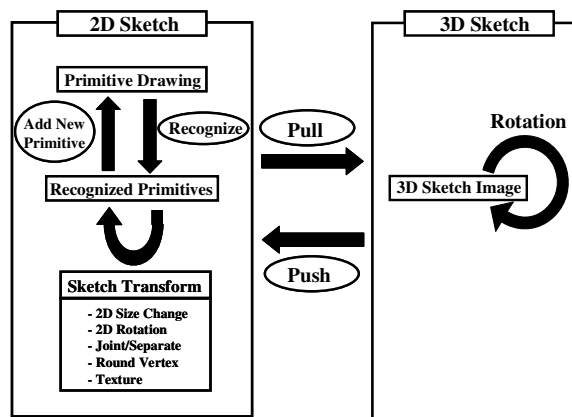 2D Sketch
Primitive Drawing
Add New
Primitive
Recognize
Recognized Primitives
Sketch Transform
- 2D Size Change
- 2D Rotation
- Joint/Separate
- Round Vertex
- Texture
Pull
Push
3D Sketch
Rotation
3D Sketch Image